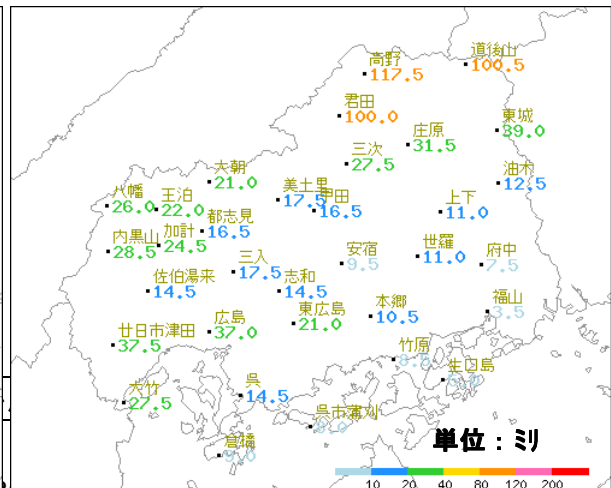 道後山
100.5
高野
117.5
君田
100.0
庄原
31.5
東城
39.0
三次
27.5
油木
12.5
大朝
21.0
八幡
26.0
王泊
22.0
美土里
17.5
甲田
16.5
上下
11.0
都志見
16.5
加計
24.5
内黒山
28.5
三入
17.5
安宿
9.5
世羅
11.0
府中
7.5
佐伯湯来
14.5
志和
14.5
福山
3.5
東広島
21.0
本郷
10.5
広島
37.0
廿日市津田
37.5
竹原
生口島
大竹
27.5
呉
14.5
呉市蒲刈
倉橋
単位：ミリ
10 20 40 80 120 200